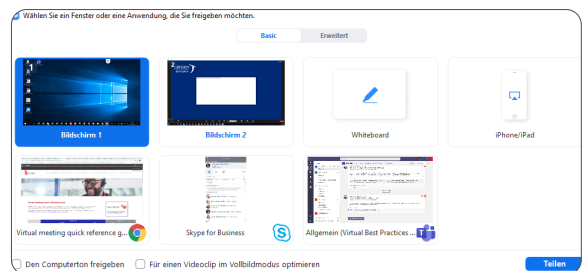 Wählen Sie ein Fenster oder eine Anwendung, die Sie freigeben möchten.
Basic
Erweitert
1
2
Bildschirm 1
Bildschirm 2
Whiteboard
iPhone/iPad
Virtual meeting quick reference g...
Skype for Business
Allgemein (Virtual Best Practices ...
Den Computerton freigeben
Für einen Videoclip im Vollbildmodus optimieren
Teilen